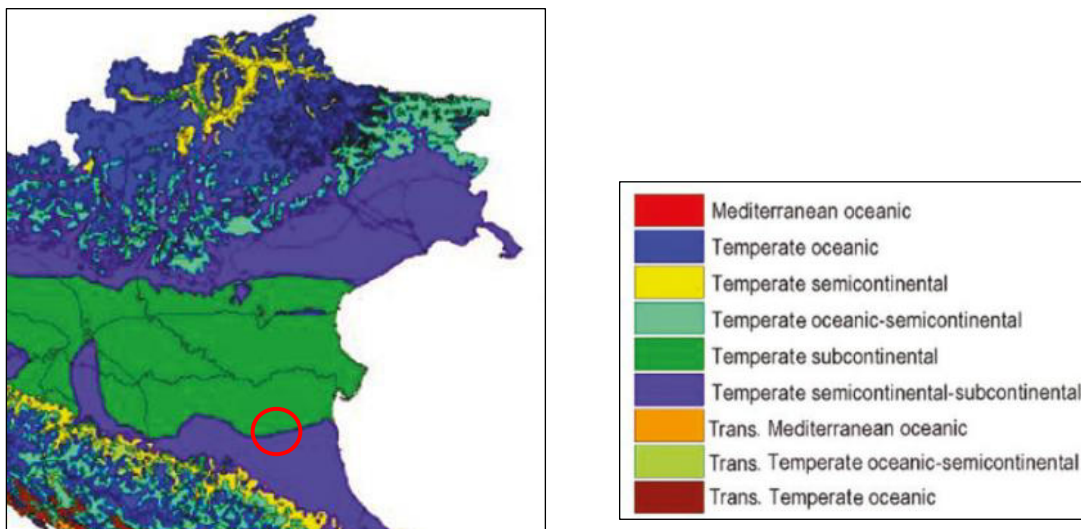 Mediterranean oceanic
Temperate oceanic
Temperate semicontinental
Temperate oceanic-semicontinental
Temperate subcontinental
Temperate semicontinental-subcontinental
Trans. Mediterranean oceanic
Trans. Temperate oceanic-semicontinental
Trans. Temperate oceanic